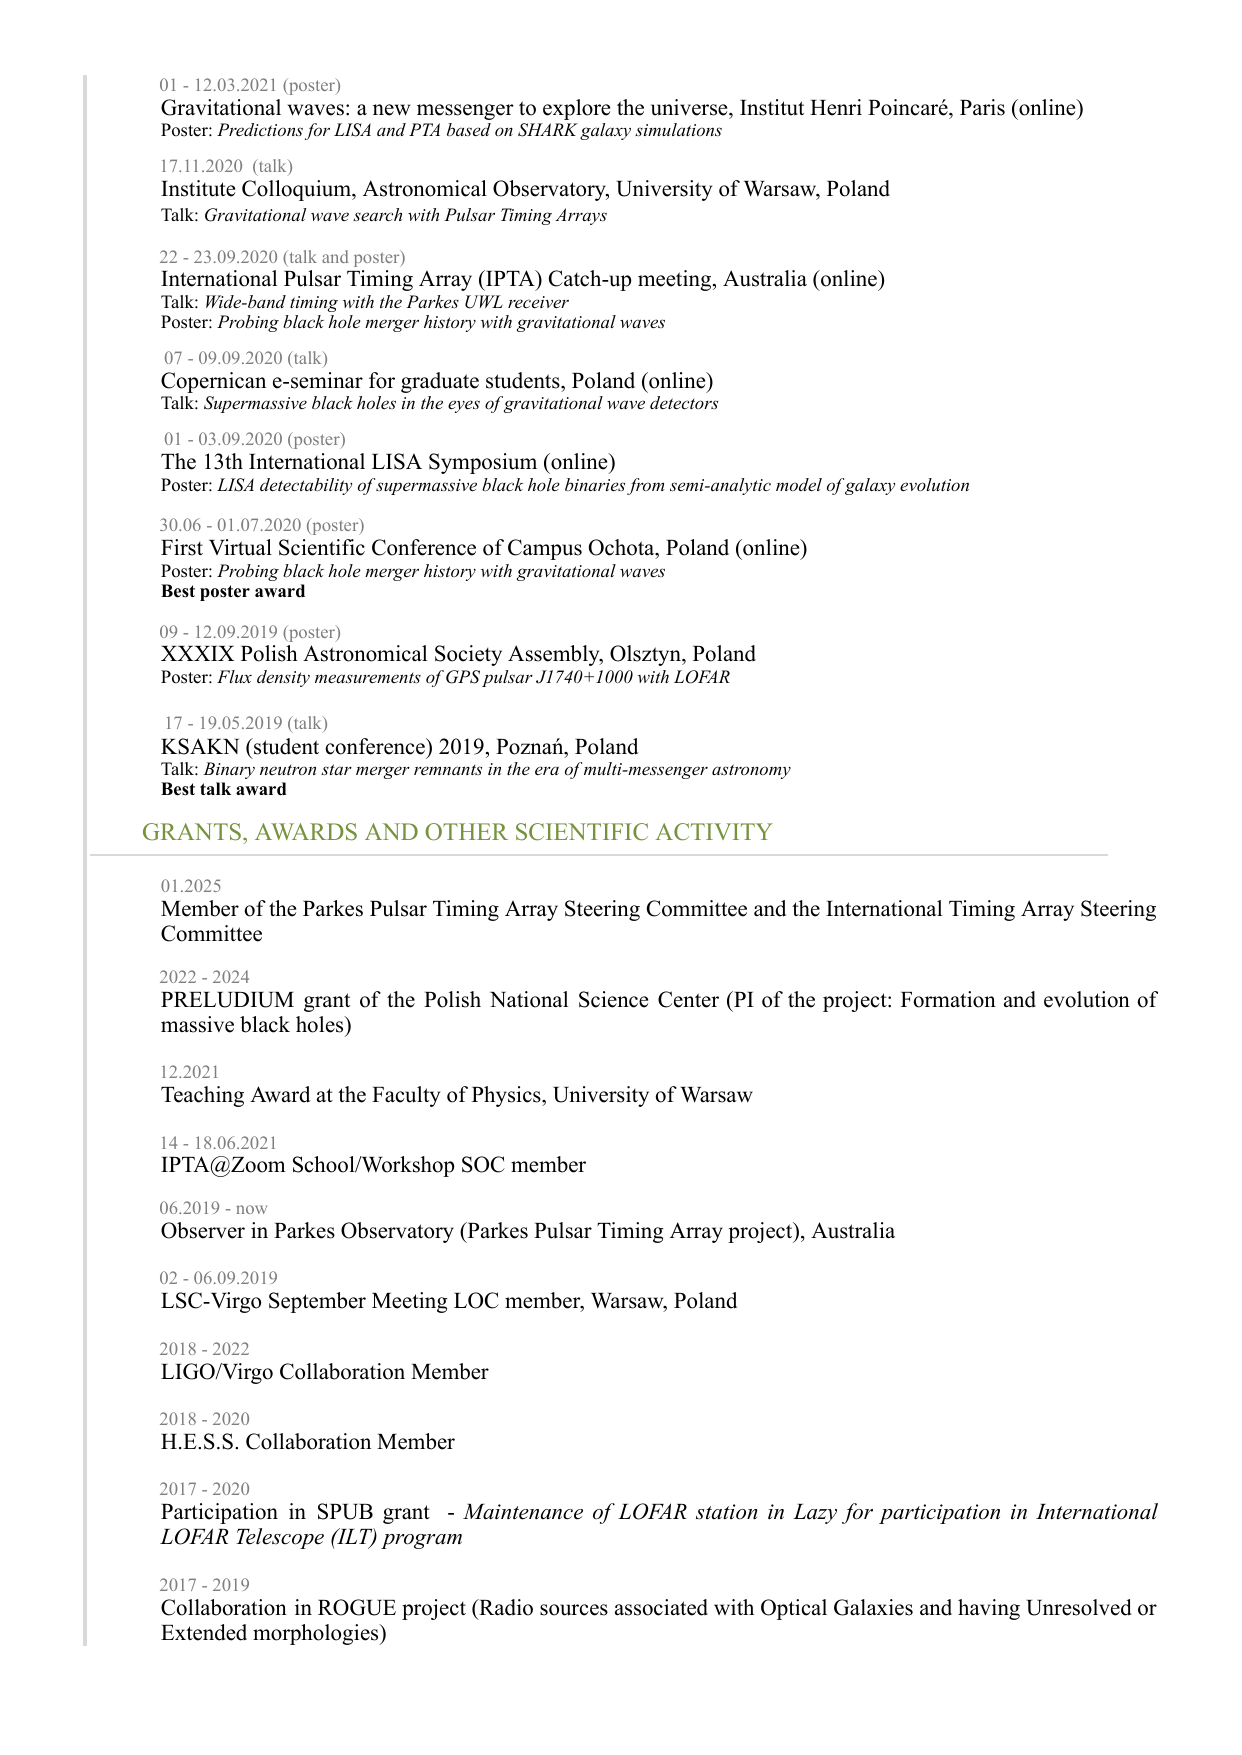 01 - 12.03.2021 (poster)
Gravitational waves: a new messenger to explore the universe, Institut Henri Poincaré, Paris (online)
Poster: Predictions for LISA and PTA based on SHARK galaxy simulations
17.11.2020 (talk)
Institute Colloquium, Astronomical Observatory, University of Warsaw, Poland
Talk: Gravitational wave search with Pulsar Timing Arrays
22 - 23.09.2020 (talk and poster)
International Pulsar Timing Array (IPTA) Catch-up meeting, Australia (online)
Talk: Wide-band timing with the Parkes UWL receiver
Poster: Probing black hole merger history with gravitational waves
07 - 09.09.2020 (talk)
Copernican e-seminar for graduate students, Poland (online)
Talk: Supermassive black holes in the eyes of gravitational wave detectors
01 - 03.09.2020 (poster)
The 13th International LISA Symposium (online)
Poster: LISA detectability of supermassive black hole binaries from semi-analytic model of galaxy evolution
30.06 - 01.07.2020 (poster)
First Virtual Scientific Conference of Campus Ochota, Poland (online)
Poster: Probing black hole merger history with gravitational waves
Best poster award
09 - 12.09.2019 (poster)
XXXIX Polish Astronomical Society Assembly, Olsztyn, Poland
Poster: Flux density measurements of GPS pulsar J1740+1000 with LOFAR
17 - 19.05.2019 (talk)
KSAKN (student conference) 2019, Poznań, Poland
Talk: Binary neutron star merger remnants in the era of multi-messenger astronomy
Best talk award
GRANTS, AWARDS AND OTHER SCIENTIFIC ACTIVITY
01.2025
Member of the Parkes Pulsar Timing Array Steering Committee and the International Timing Array Steering
Committee
2022 - 2024
PRELUDIUM grant of the Polish National Science Center (PI of the project: Formation and evolution of
massive black holes)
12.2021
Teaching Award at the Faculty of Physics, University of Warsaw
14 - 18.06.2021
IPTA@Zoom School/Workshop SOC member
06.2019 - now
Observer in Parkes Observatory (Parkes Pulsar Timing Array project), Australia
02 - 06.09.2019
LSC-Virgo September Meeting LOC member, Warsaw, Poland
2018 - 2022
LIGO/Virgo Collaboration Member
2018 - 2020
H.E.S.S. Collaboration Member
2017 - 2020
Participation in SPUB grant - Maintenance of LOFAR station in Lazy for participation in International
LOFAR Telescope (ILT) program
2017 - 2019
Collaboration in ROGUE project (Radio sources associated with Optical Galaxies and having Unresolved or
Extended morphologies)